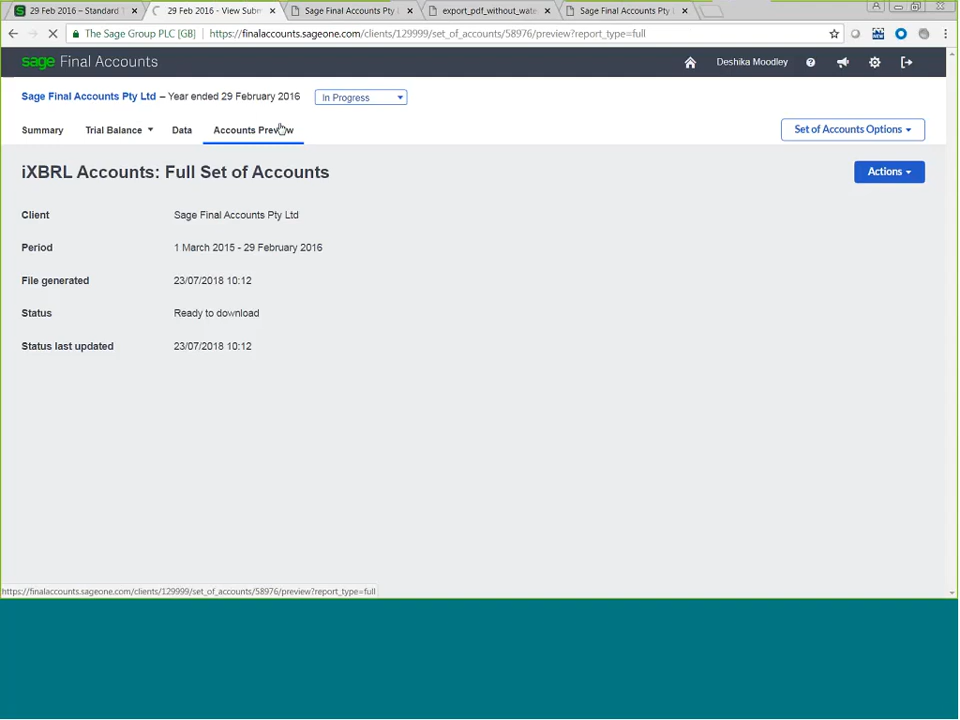 29 Feb 2016 – Standard
29 Feb 2016 - View Subm
Sage Final Accounts Pty
export_pdf_without_wate
Sage Final Accounts Pty
The Sage Group PLC [GB]
https://finalaccounts.sageone.com/clients/129999/set_of_accounts/58976/preview?report_type=full
sage Final Accounts
Deshika Moodley
Sage Final Accounts Pty Ltd – Year ended 29 February 2016
In Progress
Summary
Trial Balance
Data
Accounts Preview
Set of Accounts Options
iXBRL Accounts: Full Set of Accounts
Actions
Client Sage Final Accounts Pty Ltd
Period 1 March 2015 - 29 February 2016
File generated 23/07/2018 10:12
Status Ready to download
Status last updated 23/07/2018 10:12
https://finalaccounts.sageone.com/clients/129999/set_of_accounts/58976/preview?report_type=full